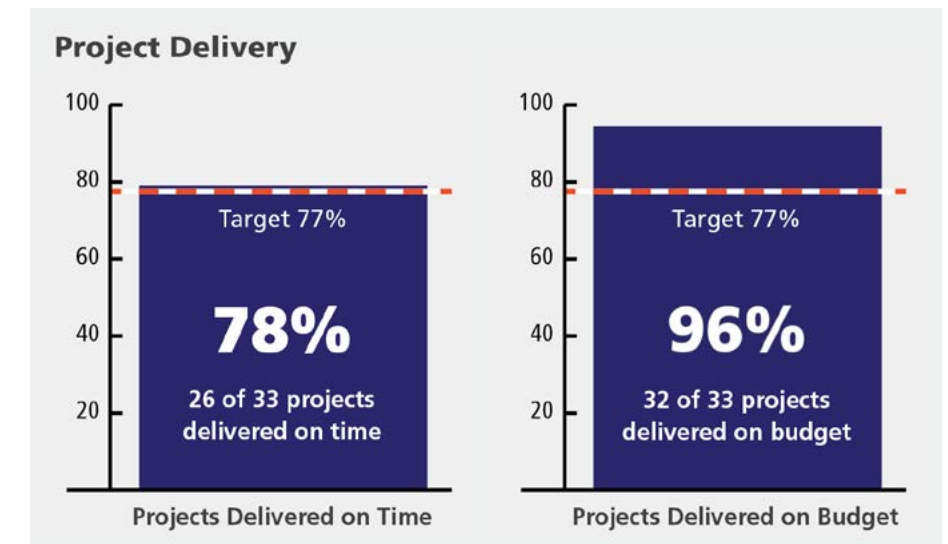 Project Delivery
100
80
60
40
20
Target 77%
78%
26 of 33 projects
delivered on time
Projects Delivered on Time
100
80
60
40
20
Target 77%
96%
32 of 33 projects
delivered on budget
Projects Delivered on Budget